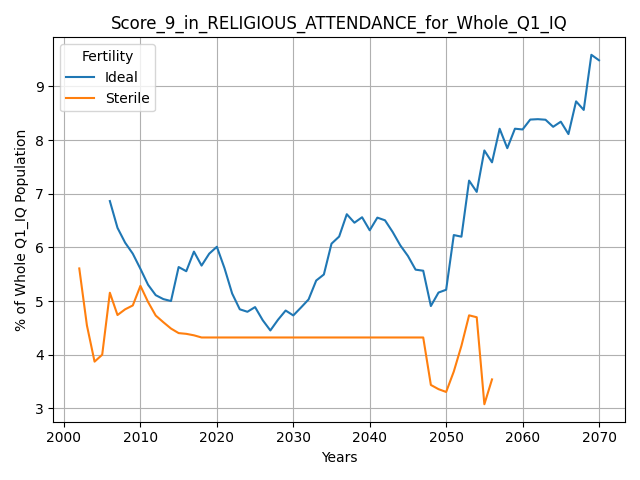 Score_9_in_RELIGIOUS_ATTENDANCE_for_Whole_Q1_IQ
Fertility
Ideal
Sterile
% of Whole Q1_IQ Population
9
8
7
6
5
4
3
2000 2010 2020 2030 2040 2050 2060 2070
Years